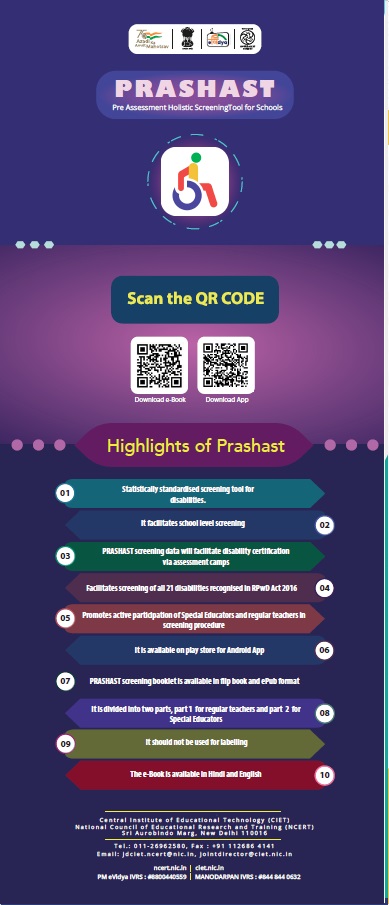 Azadi Ka
Amrit Mahotsav
PRASHAST
Pre Assessment Holistic ScreeningTool for Schools
Scan the QR CODE
Download e-Book Download App
Highlights of Prashast
01 Statistically standardised screening tool for
disabilities.
It facilitates school level screening 02
03 PRASHAST screening data will facilitate disability certification
via assessment camps
Facilitates screening of all 21 disabilities recognised in RPwD Act 2016 04
05 Promotes active participation of Special Educators and regular teachers in
screening procedure
It is available on play store for Android App 06
07 PRASHAST screening booklet is available in flip book and ePub format
It is divided into two parts, part 1 for regular teachers and part 2 for 08
Special Educators
09 It should not be used for labelling
The e-Book is available in Hindi and English 10
Central Institute of Educational Technology (CIET)
National Council of Educational Research and Training (NCERT)
Sri Aurobindo Marg, New Delhi 110016
Tel.: 011-26962580, Fax : +91 112686 4141
Email: jdciet.ncert@nic.in, jointdirector@ciet.nic.in
ncert.nic.in | ciet.nic.in
PM eVidya IVRS : #8800440559 | MANODARPAN IVRS : #844 844 0632